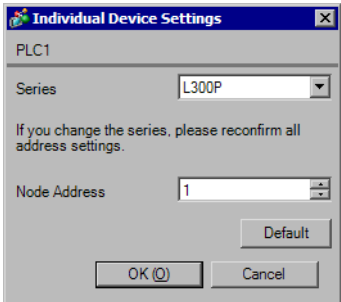 Individual Device Settings
PLC1
Series
L300P
If you change the series, please reconfirm all
address settings.
Node Address
1
Default
OK (O)
Cancel